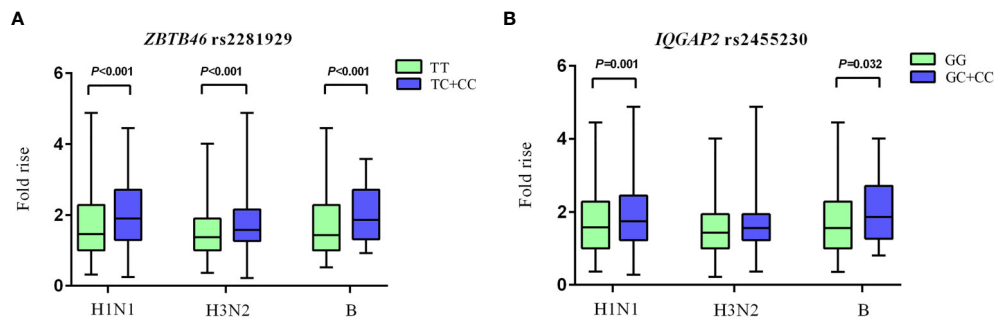 A
ZBTB46 rs2281929
TT
TC+CC
P<0.001
P<0.001
P<0.001
Fold rise
6
4
2
0
H1N1
H3N2
B
B
IQGAP2 rs2455230
GG
GC+CC
P=0.001
P=0.032
Fold rise
6
4
2
0
H1N1
H3N2
B